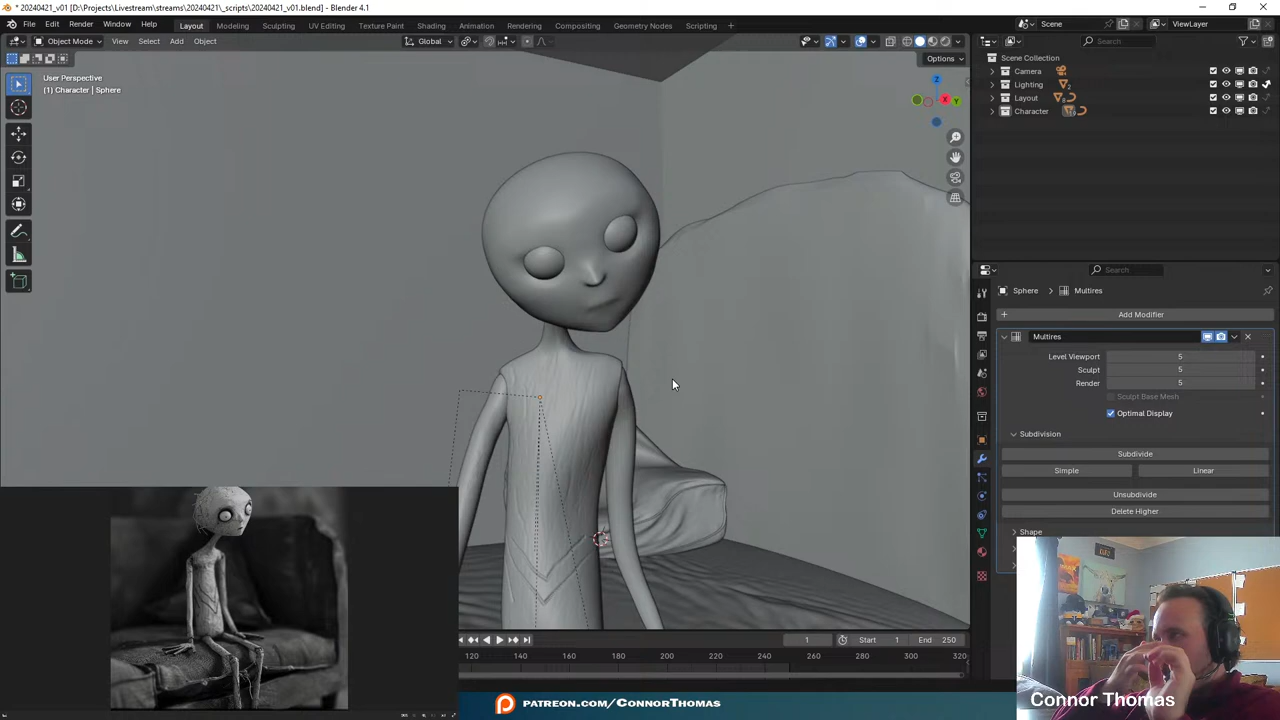 * 20240421_v01 [D:\Projects\Livestream\streams\20240421\_scripts\20240421_v01.blend] - Blender 4.1
File Edit Render Window Help Layout Modeling Sculpting UV Editing Texture Paint Shading Animation Rendering Compositing Geometry Nodes Scripting + Scene ViewLayer
Object Mode View Select Add Object Global Search
Options
User Perspective
(1) Character | Sphere
Z
X
Y
Scene Collection
Camera
Lighting 2
Layout
Character
Search
Sphere Multires
Add Modifier
Multires
Level Viewport 5
Sculpt 5
Render 5
Sculpt Base Mesh
Optimal Display
Subdivision
Subdivide
Simple Linear
Unsubdivide
Delete Higher
Shape
1 Start 1 End 250
120 140 160 180 200 220 240 260 280 300 320
PATREON.COM/CONNORTHOMAS
Connor Thomas